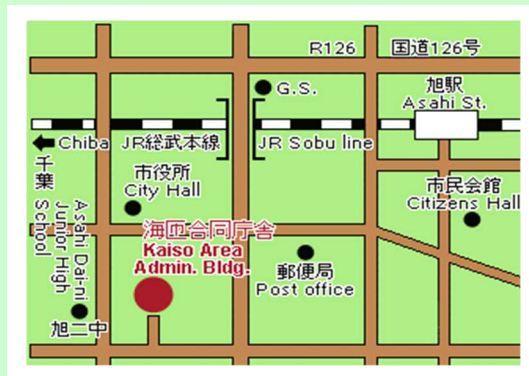 R126 国道126号
G.S.
旭駅
Asahi St.
Chiba JR総武本線
JR Sobu line
千葉
市役所
City Hall
市民会館
Citizens Hall
Asahi Dai-ni
Junior High
School
旭二中
海匝合同庁舎
Kaiso Area
Admin. Bldg.
郵便局
Post office